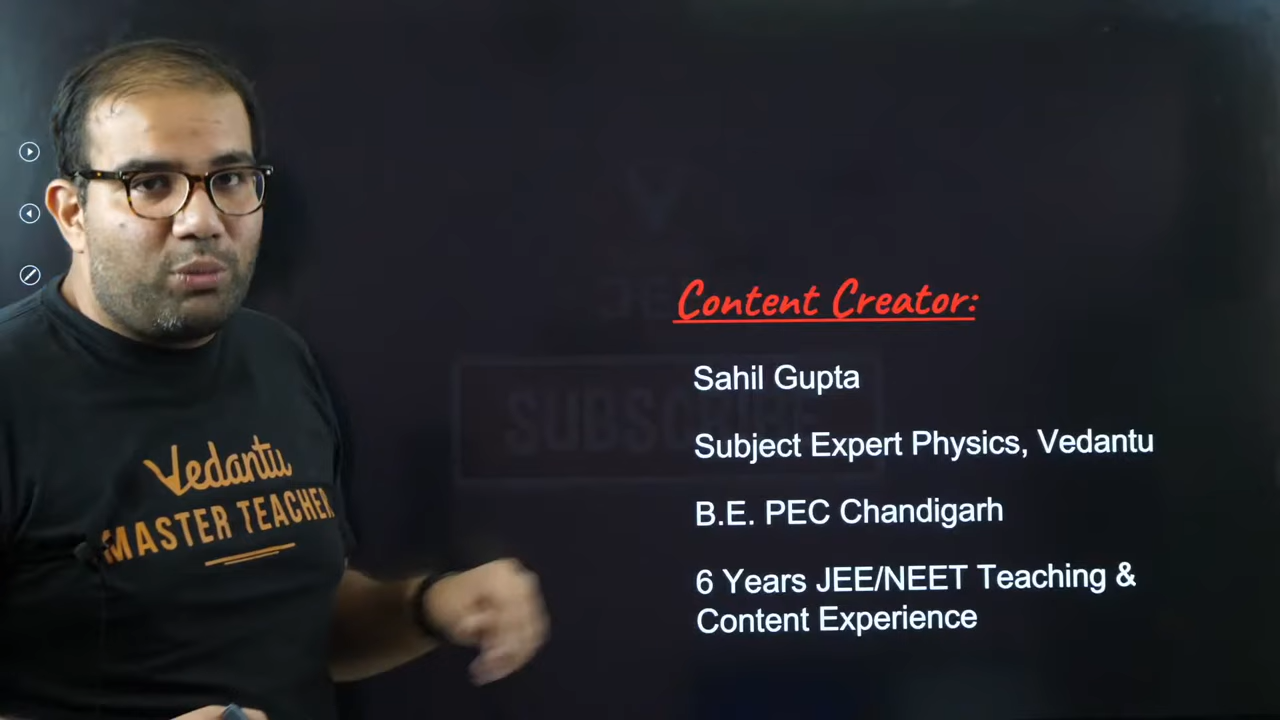 Content Creator:
Sahil Gupta
Subject Expert Physics, Vedantu
B.E. PEC Chandigarh
6 Years JEE/NEET Teaching &
Content Experience
SUBSCRIBE
Vedantu
MASTER TEACHER